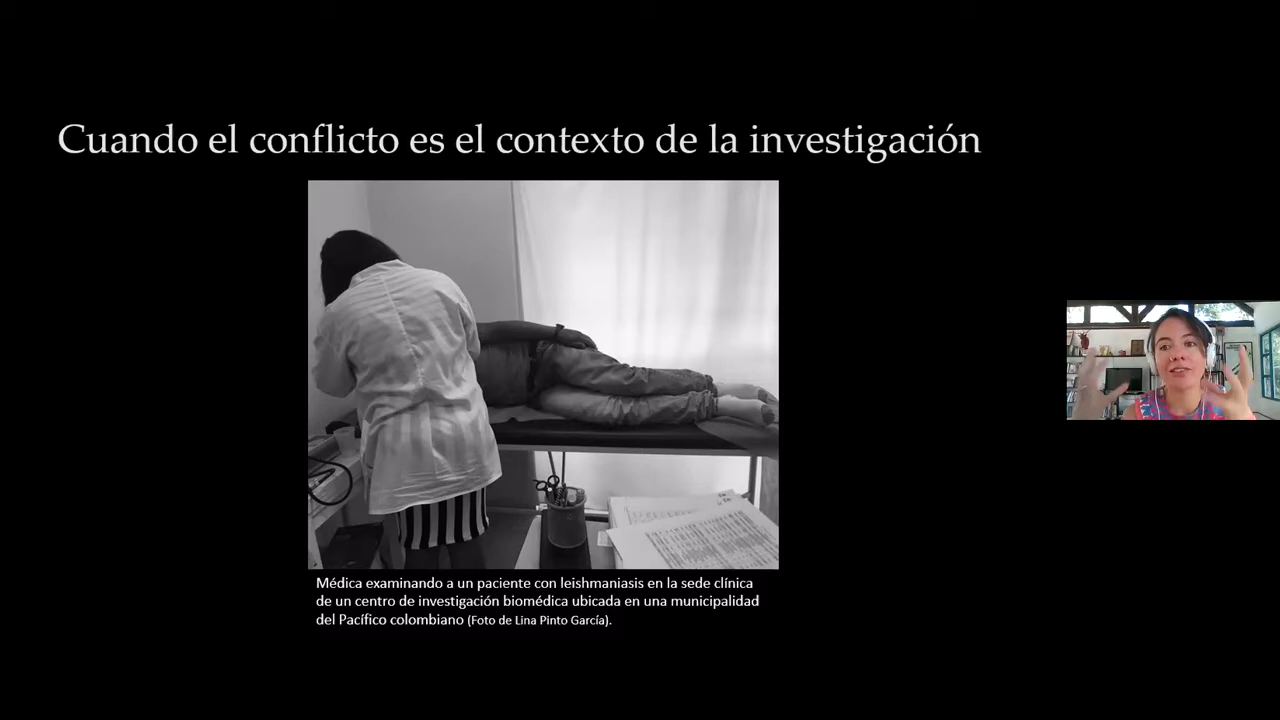 Cuando el conflicto es el contexto de la investigación
Médica examinando a un paciente con leishmaniasis en la sede clínica
de un centro de investigación biomédica ubicada en una municipalidad
del Pacífico colombiano (Foto de Lina Pinto García).